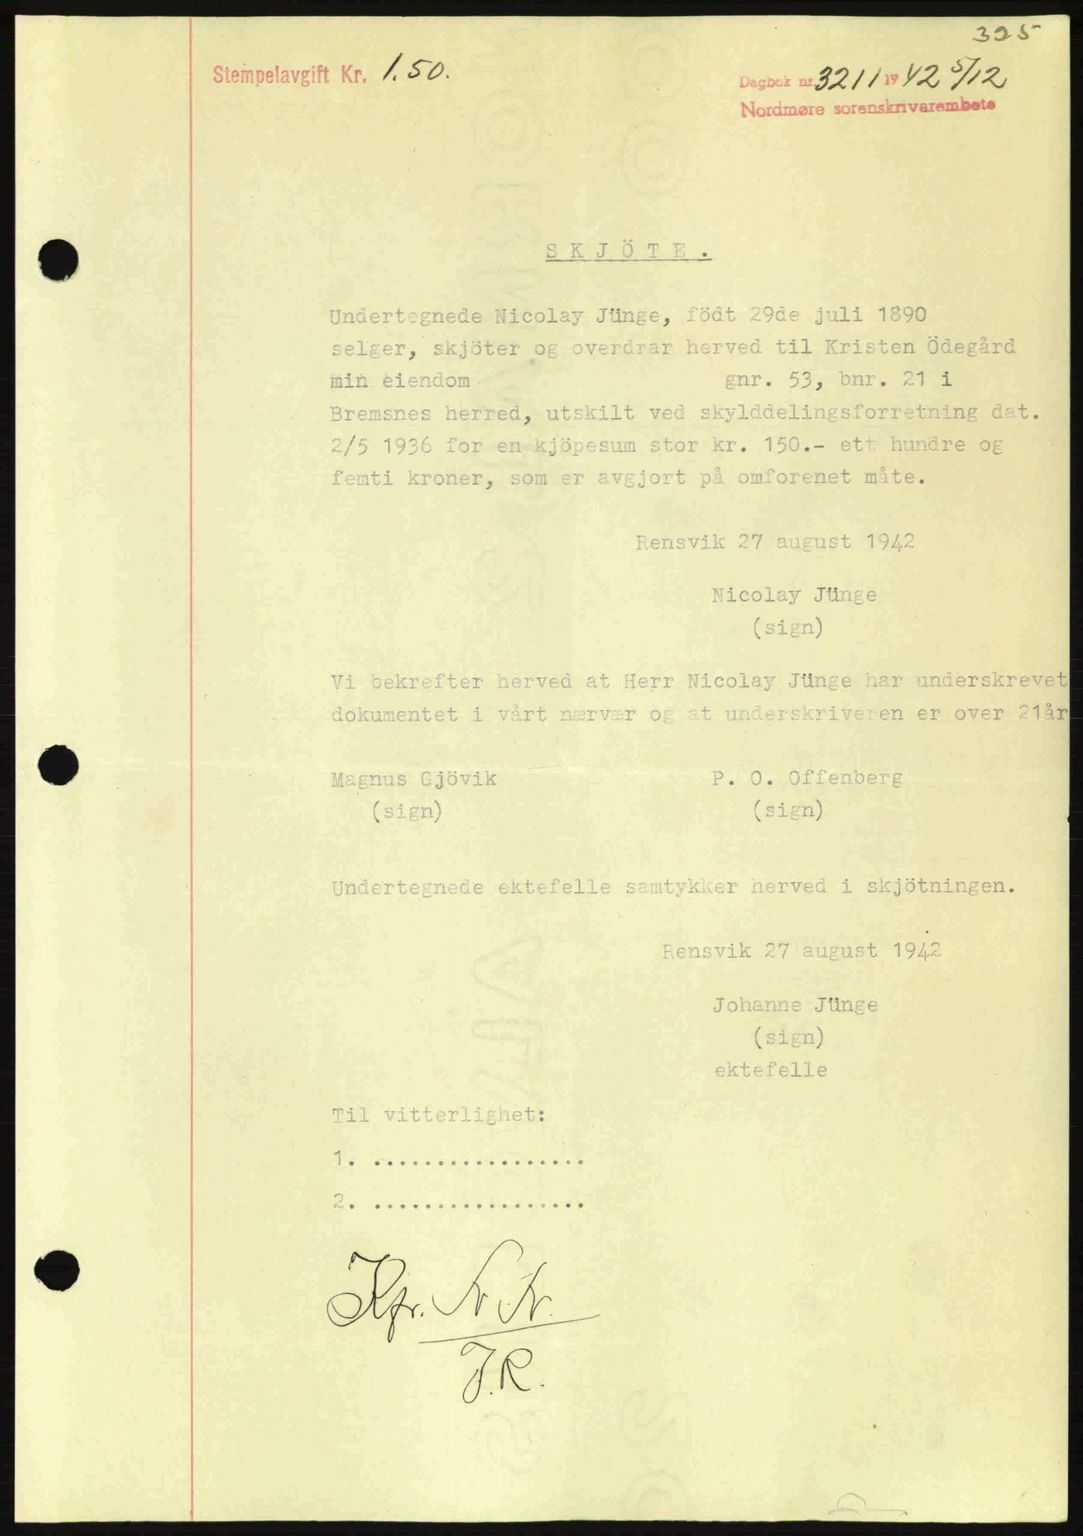 325
Stempelavgift Kr. 1.50.
Dagbok nr. 3211 1942 5/12
Nordmøre sorenskrivarembete
SKJÖTE.
Undertegnede Nicolay Jünge, födt 29de juli 1890
selger, skjöter og overdrar herved til Kristen Ödegård
min eiendom gnr. 53, bnr. 21 i
Bremsnes herred, utskilt ved skylddelingsforretning dat.
2/5 1936 for en kjöpesum stor kr. 150.- ett hundre og
femti kroner, som er avgjort på omforenet måte.
Rensvik 27 august 1942
Nicolay Jünge
(sign)
Vi bekrefter herved at Herr Nicolay Jünge har underskrevet
dokumentet i vårt nærvær og at underskriveren er over 21år
Magnus Gjövik P. O. Offenberg
(sign) (sign)
Undertegnede ektefelle samtykker herved i skjötningen.
Rensvik 27 august 1942
Johanne Jünge
(sign)
ektefelle
Til vitterlighet:
1. .................
2. .................
Kfr.
J.R.